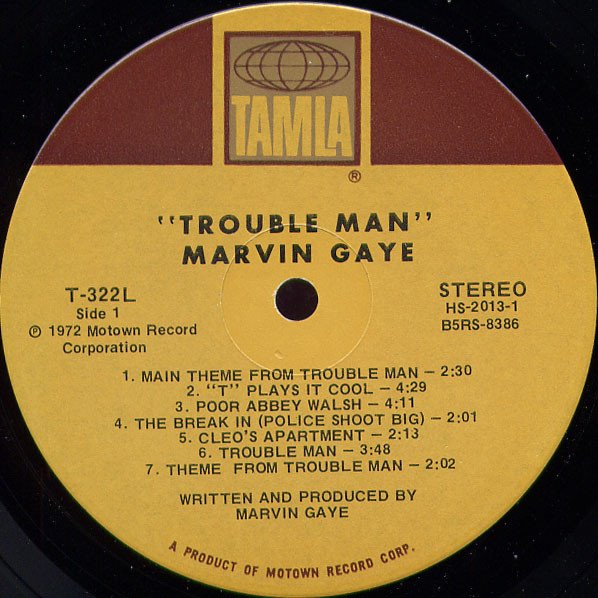 TAMLA
®
"TROUBLE MAN"
MARVIN GAYE
T-322L
Side 1
℗ 1972 Motown Record
Corporation
STEREO
HS-2013-1
B5RS-8386
1. MAIN THEME FROM TROUBLE MAN – 2:30
2. "T" PLAYS IT COOL – 4:29
3. POOR ABBEY WALSH – 4:11
4. THE BREAK IN (POLICE SHOOT BIG) – 2:01
5. CLEO'S APARTMENT – 2:13
6. TROUBLE MAN – 3:48
7. THEME FROM TROUBLE MAN – 2:02
WRITTEN AND PRODUCED BY
MARVIN GAYE
A PRODUCT OF MOTOWN RECORD CORP.